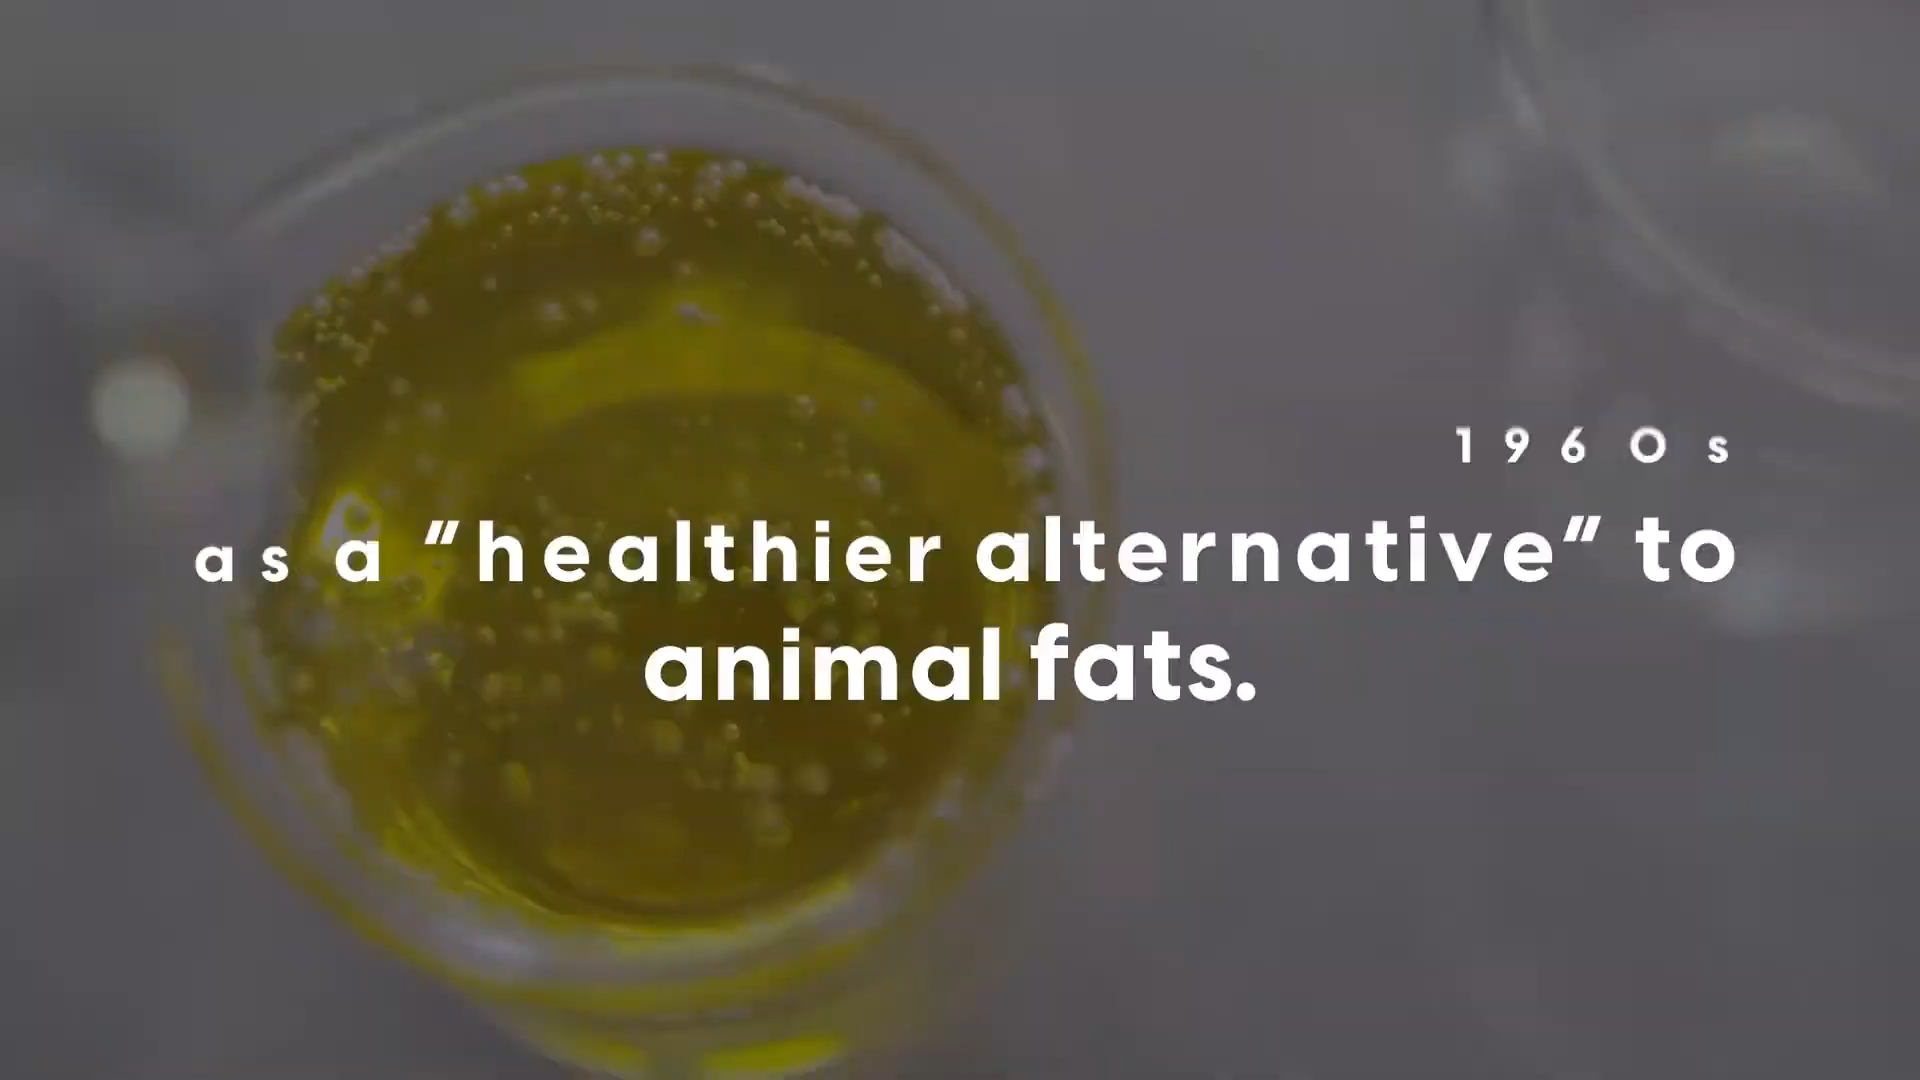 1960s
as a “healthier alternative” to
animal fats.